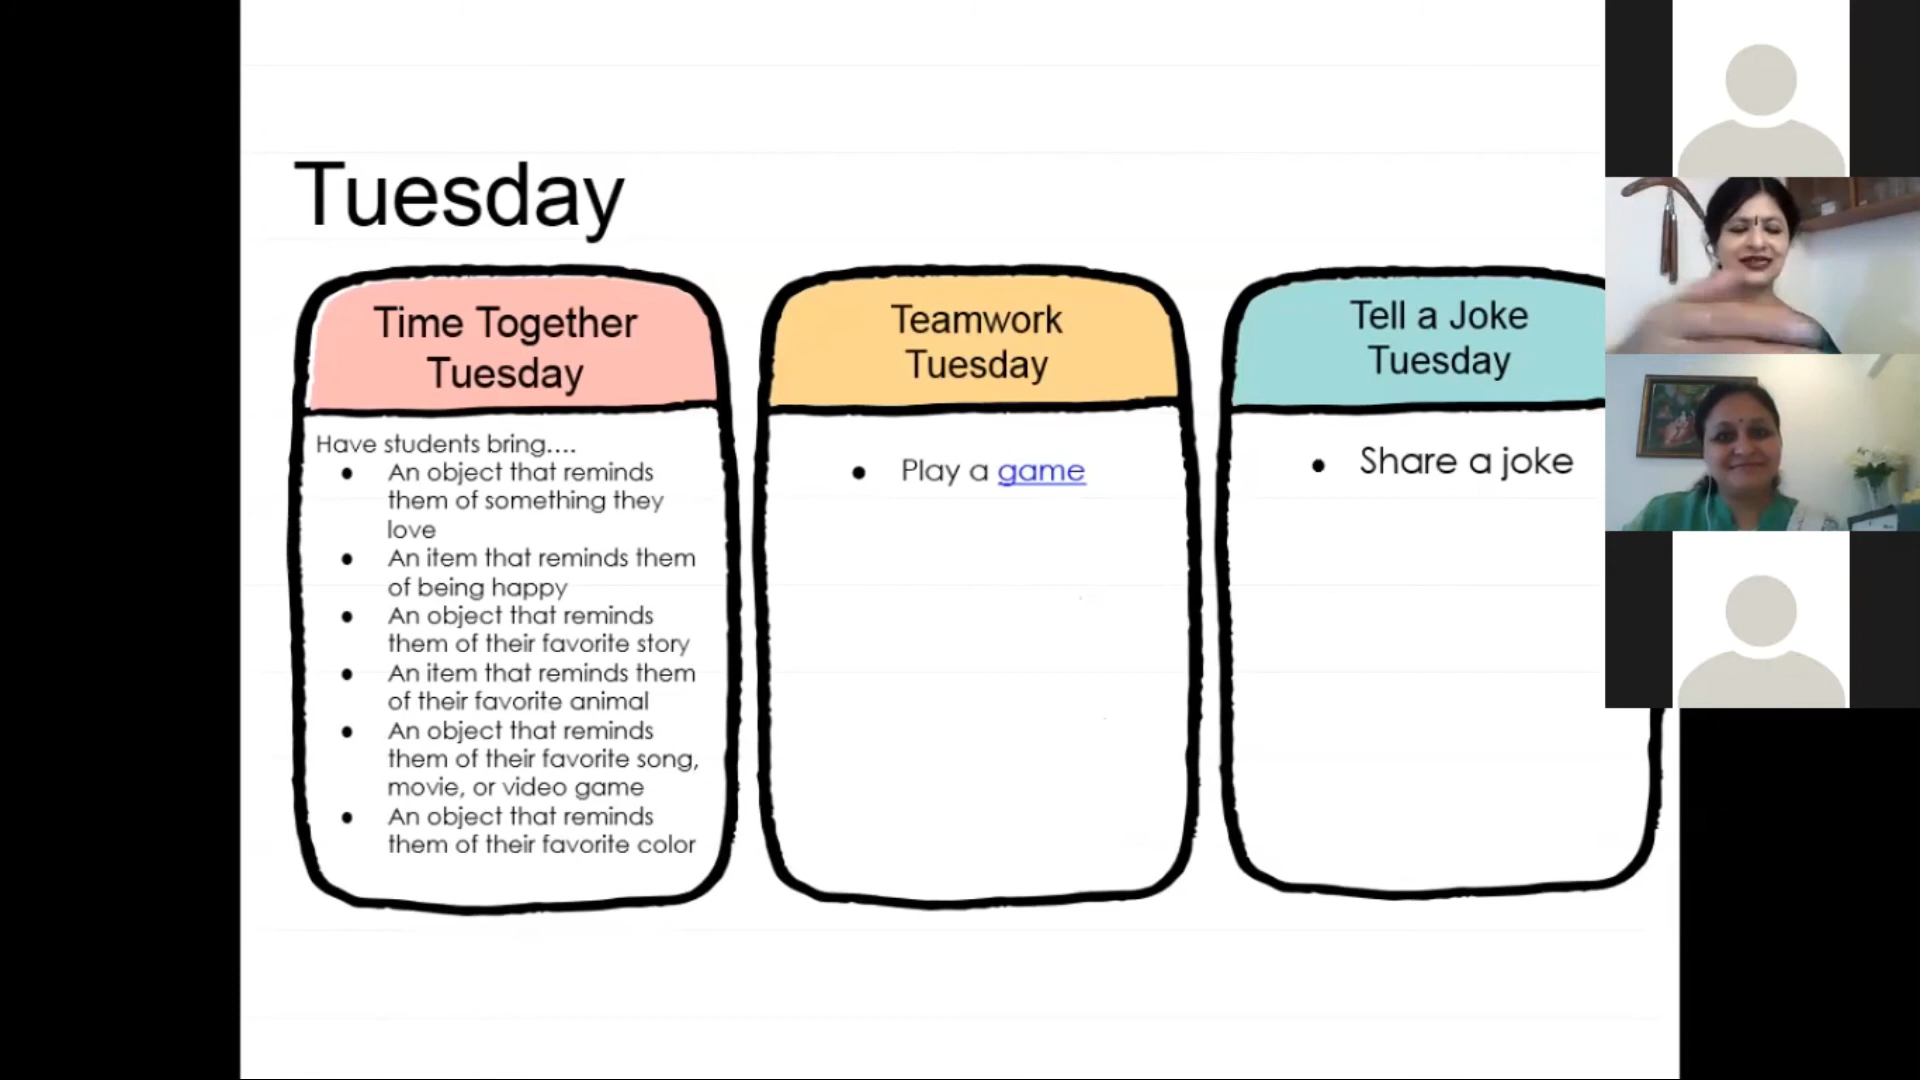 Tuesday
Time Together
Tuesday
Have students bring....
● An object that reminds
them of something they
love
● An item that reminds them
of being happy
● An object that reminds
them of their favorite story
● An item that reminds them
of their favorite animal
● An object that reminds
them of their favorite song,
movie, or video game
● An object that reminds
them of their favorite color
Teamwork
Tuesday
● Play a game
Tell a Joke
Tuesday
● Share a joke